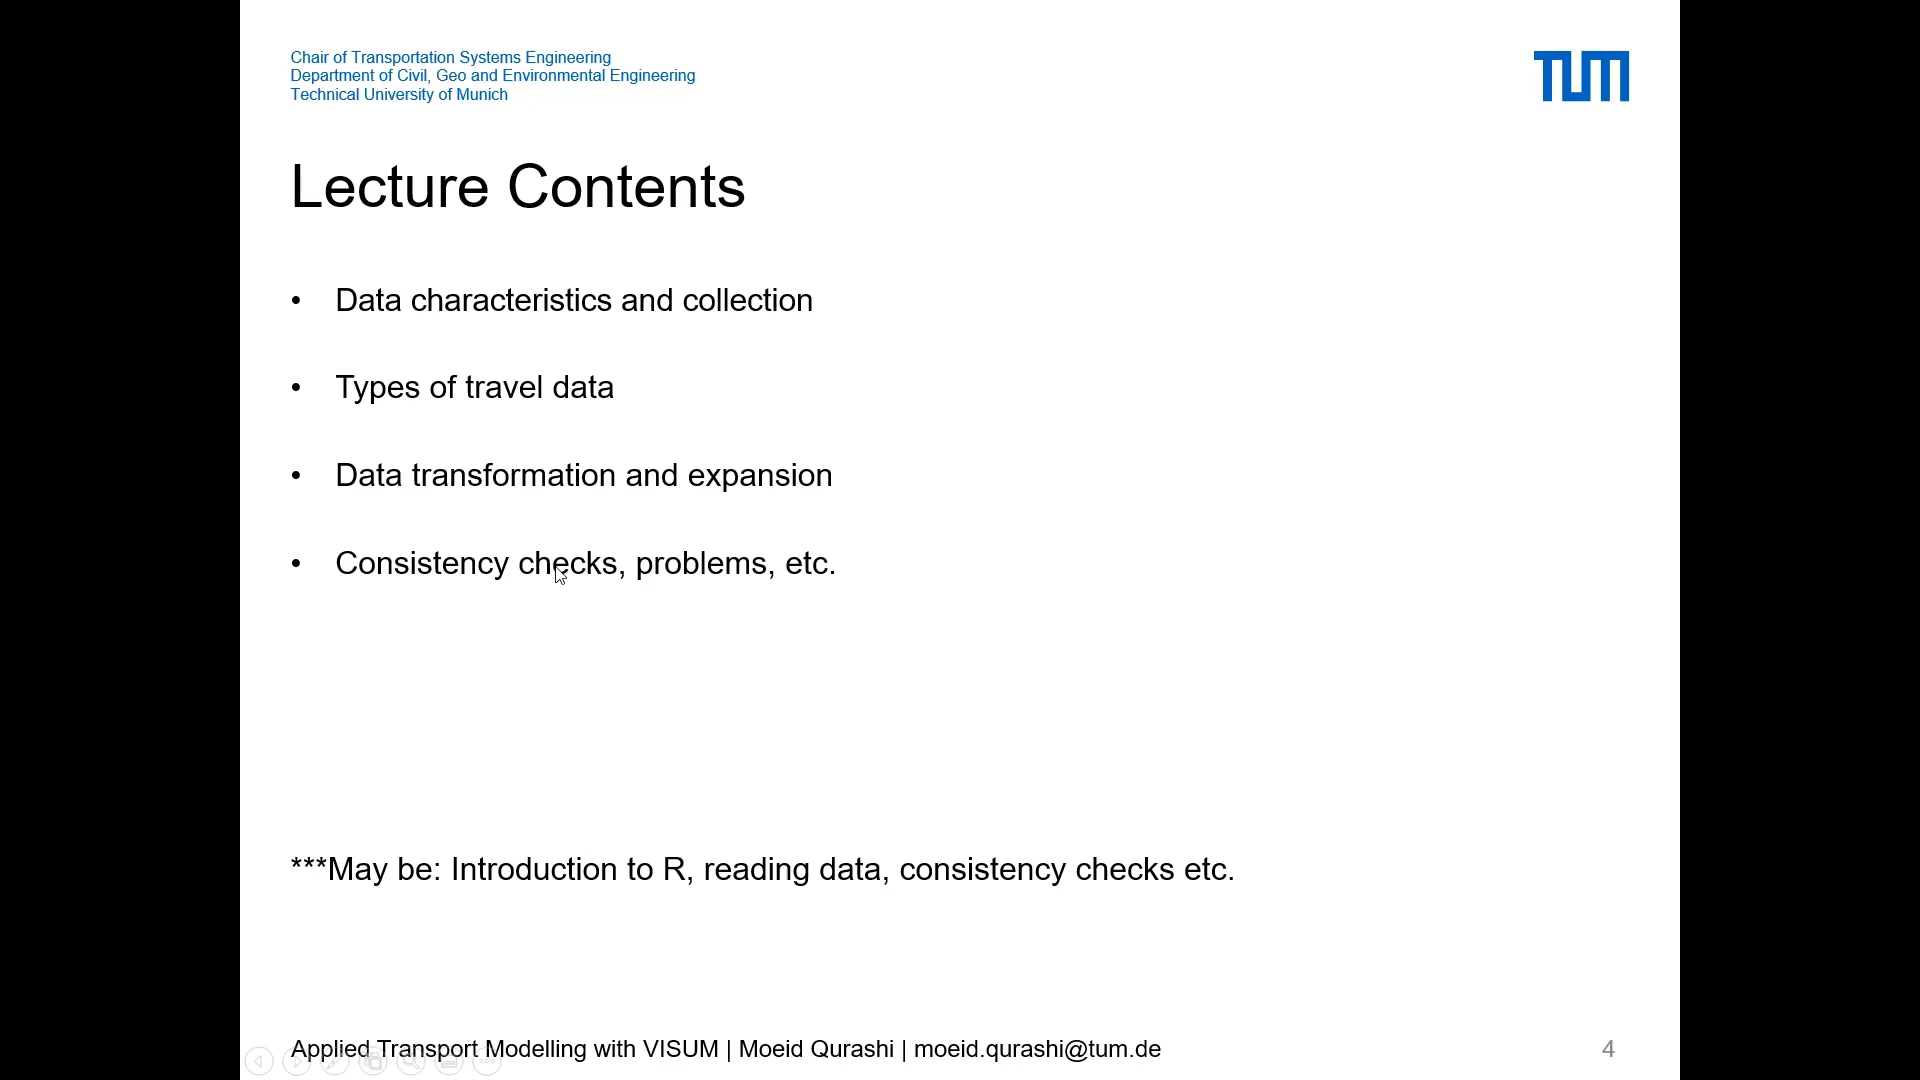 Chair of Transportation Systems Engineering
Department of Civil, Geo and Environmental Engineering
Technical University of Munich
TUM
Lecture Contents
• Data characteristics and collection
• Types of travel data
• Data transformation and expansion
• Consistency checks, problems, etc.
***May be: Introduction to R, reading data, consistency checks etc.
Applied Transport Modelling with VISUM | Moeid Qurashi | moeid.qurashi@tum.de
4